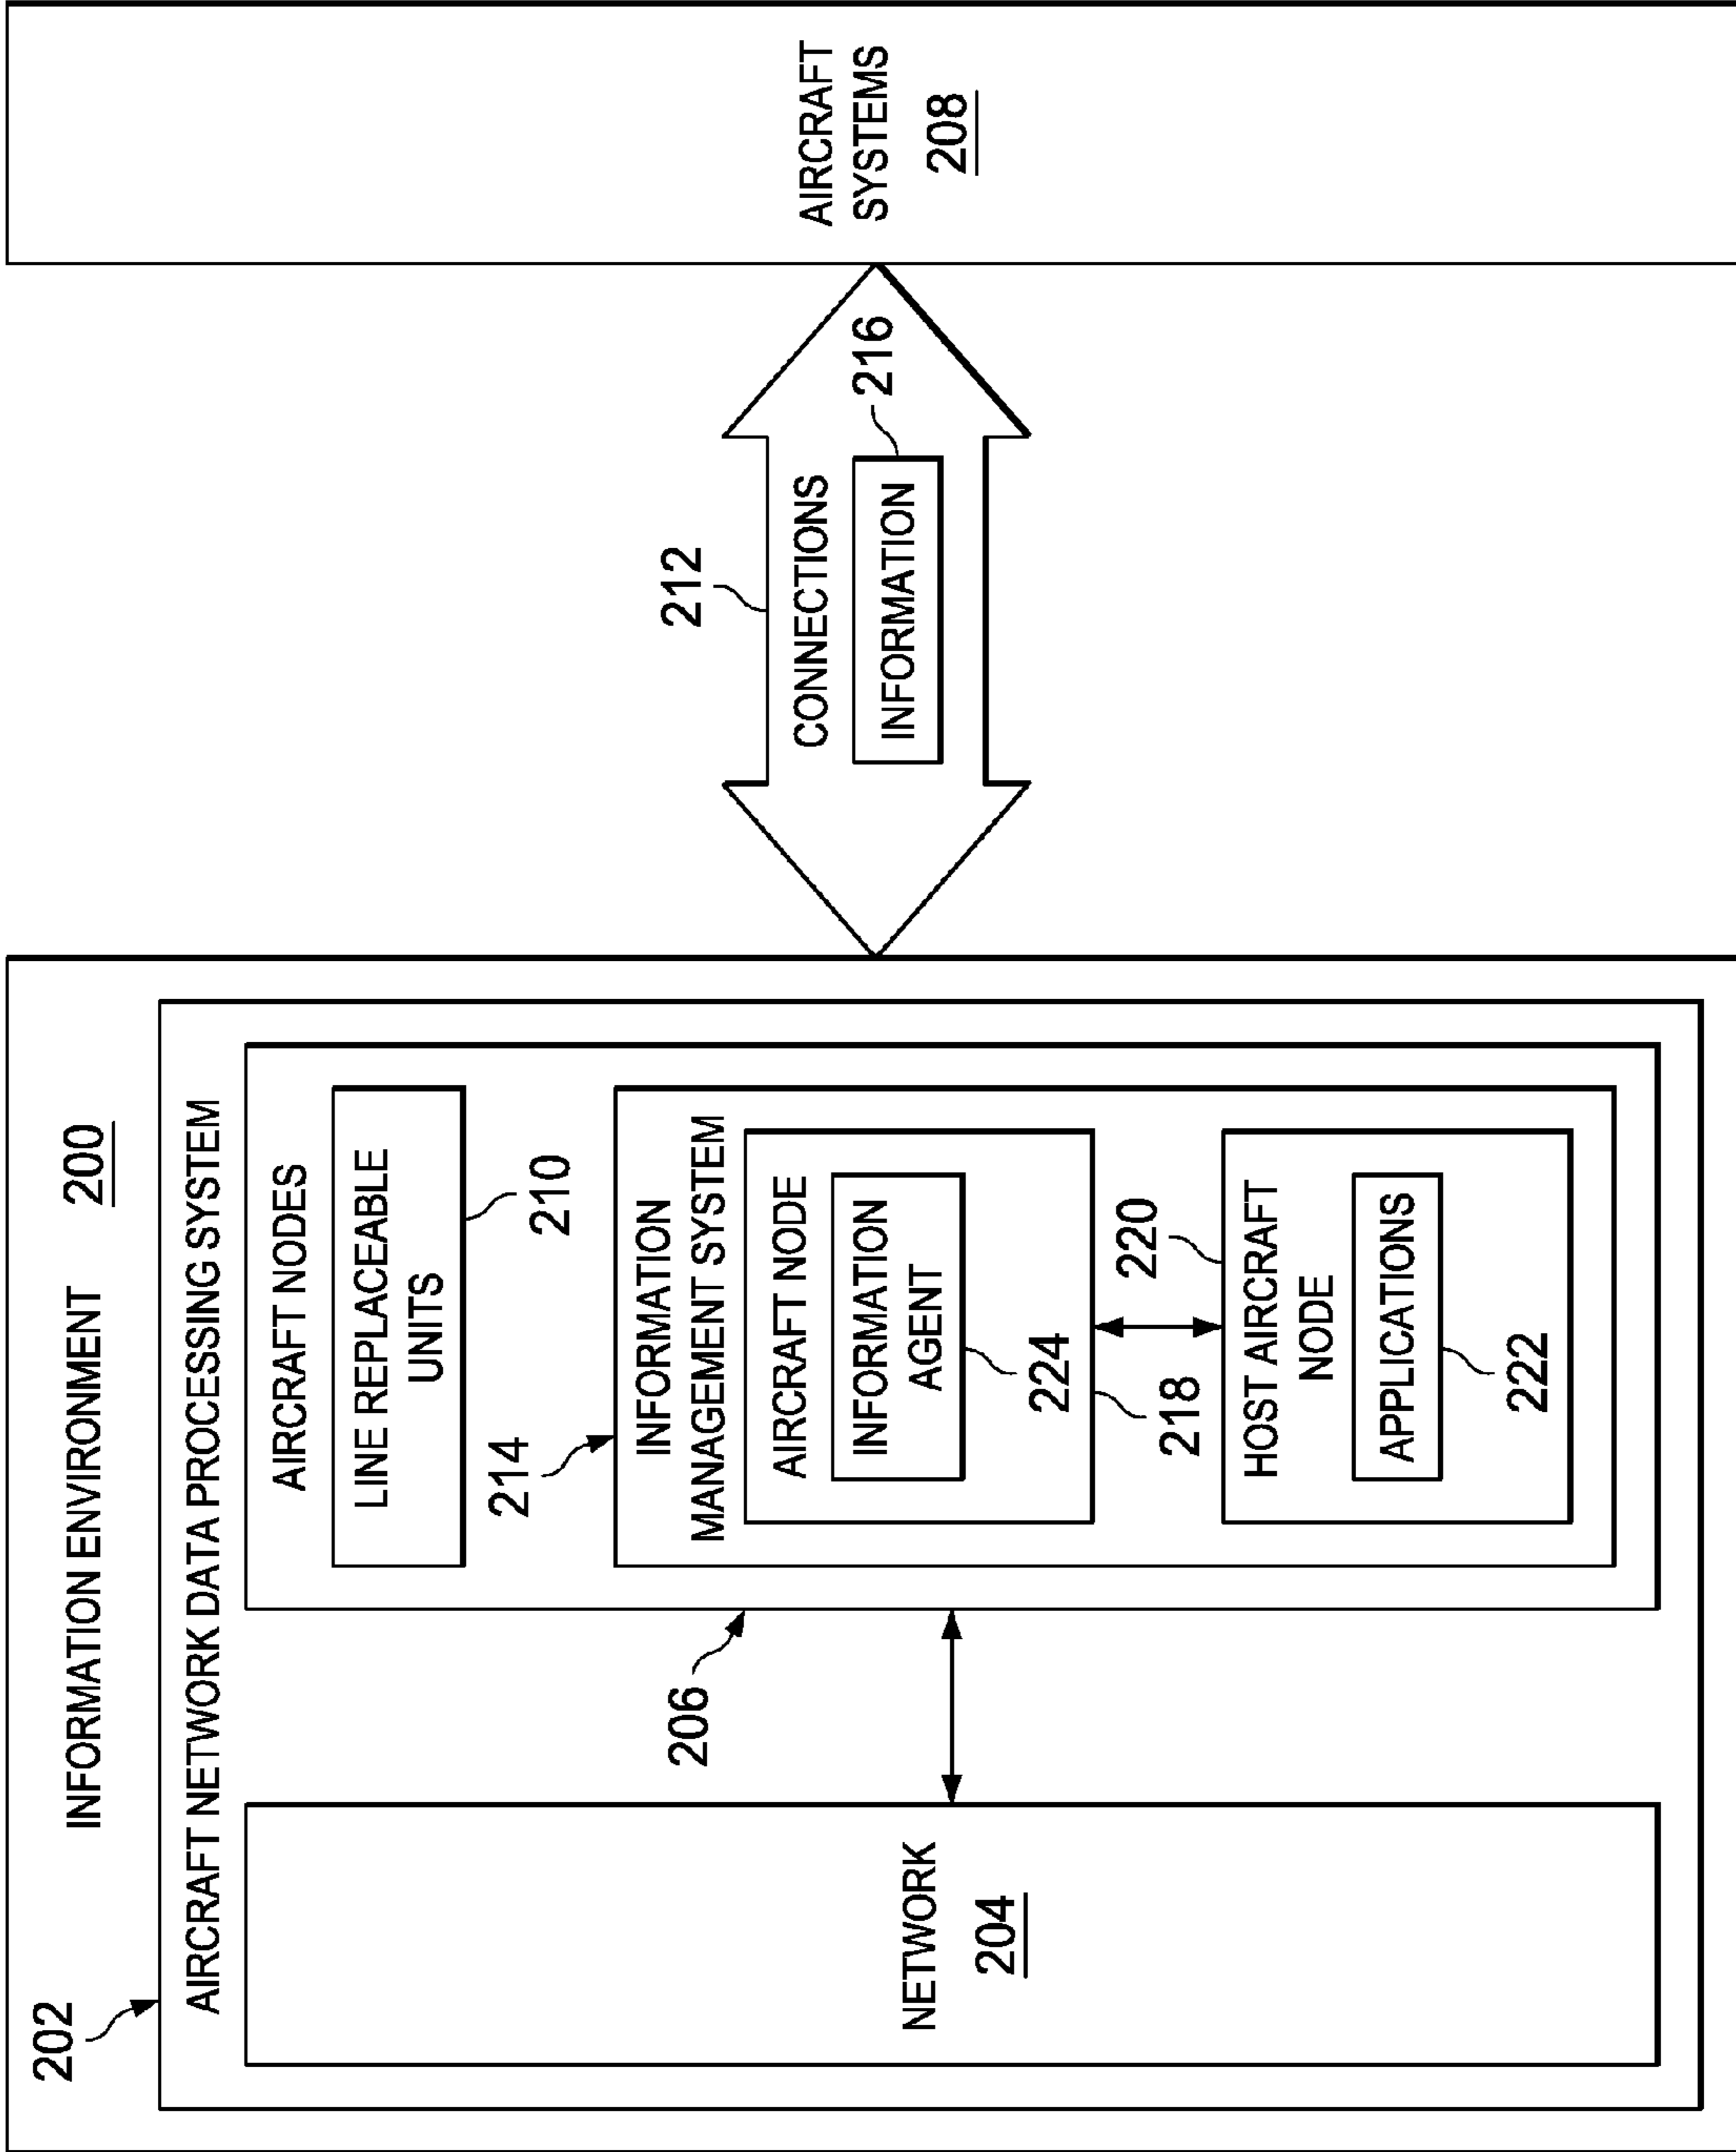 INFORMATION ENVIRONMENT 200
202
AIRCRAFT NETWORK DATA PROCESSING SYSTEM
NETWORK
204
206
AIRCRAFT NODES
LINE REPLACEABLE
UNITS
210
214
INFORMATION
MANAGEMENT SYSTEM
AIRCRAFT NODE
INFORMATION
AGENT
224
218
220
HOST AIRCRAFT
NODE
APPLICATIONS
222
212
CONNECTIONS
INFORMATION
216
AIRCRAFT
SYSTEMS
208